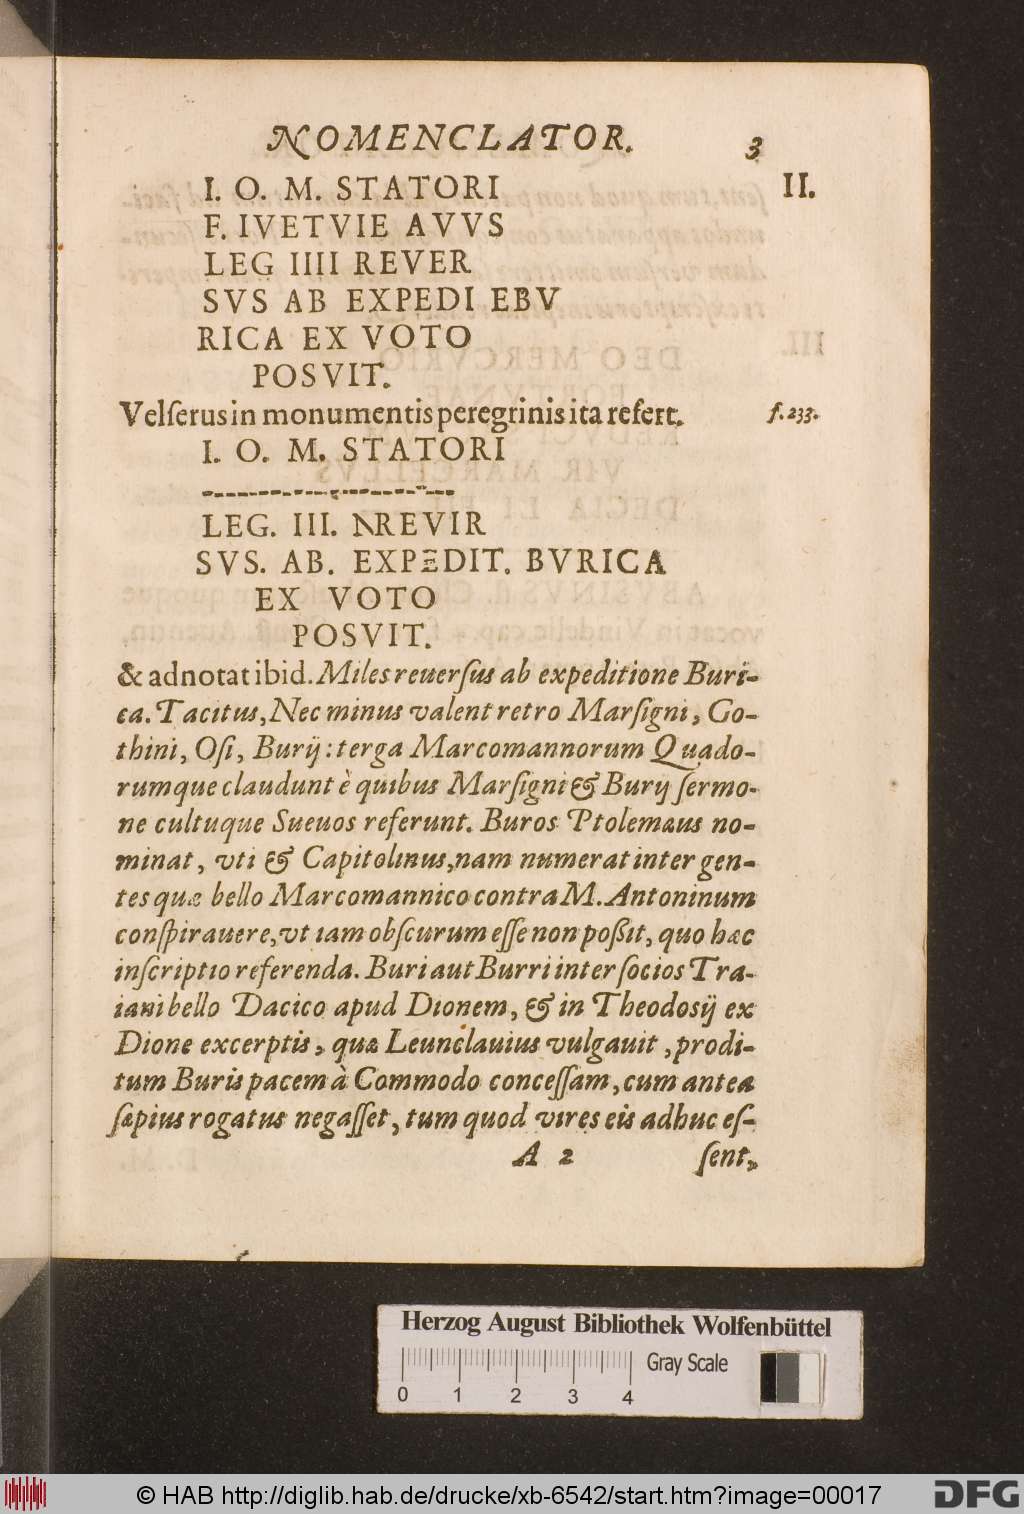 NOMENCLATOR. 3
I. O. M. STATORI II.
F. IVETVIE AVVS
LEG IIII REVER
SVS AB EXPEDI EBV
RICA EX VOTO
POSVIT.
Velſerus in monumentis peregrinis ita refert. f. 233.
I. O. M. STATORI
LEG. III. REVIR
SVS. AB. EXPEDIT. BVRICA
EX VOTO
POSVIT.
& adnotat ibid. Miles reuerſus ab expeditione Buri-
ca. Tacitus, Nec minus valent retro Marſigni, Go-
thini, Oſi, Burij: terga Marcomannorum Quado-
rumque claudunt è quibus Marſigni & Burij ſermo-
ne cultuque Sueuos referunt. Buros Ptolemæus no-
minat, vti & Capitolinus, nam numerat inter gen-
tes quæ bello Marcomannico contra M. Antoninum
conſpirauere, vt iam obſcurum eſſe non poßit, quo hæc
inſcriptio referenda. Buri aut Burri inter ſocios Tra-
iani bello Dacico apud Dionem, & in Theodosij ex
Dione excerptis, quæ Leunclauius vulgauit, prodi-
tum Buris pacem à Commodo conceſſam, cum antea
ſæpius rogatus negaſſet, tum quod vires eis adhuc eſ-
A 2 ſent,
Herzog August Bibliothek Wolfenbüttel
Gray Scale
0 1 2 3 4
© HAB http://diglib.hab.de/drucke/xb-6542/start.htm?image=00017
DFG